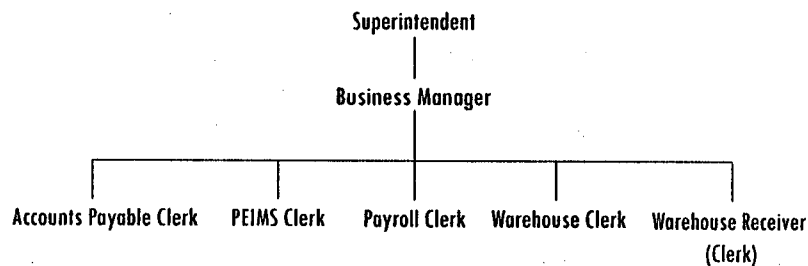 Superintendent
Business Manager
Accounts Payable Clerk PEIMS Clerk Payroll Clerk Warehouse Clerk Warehouse Receiver
(Clerk)